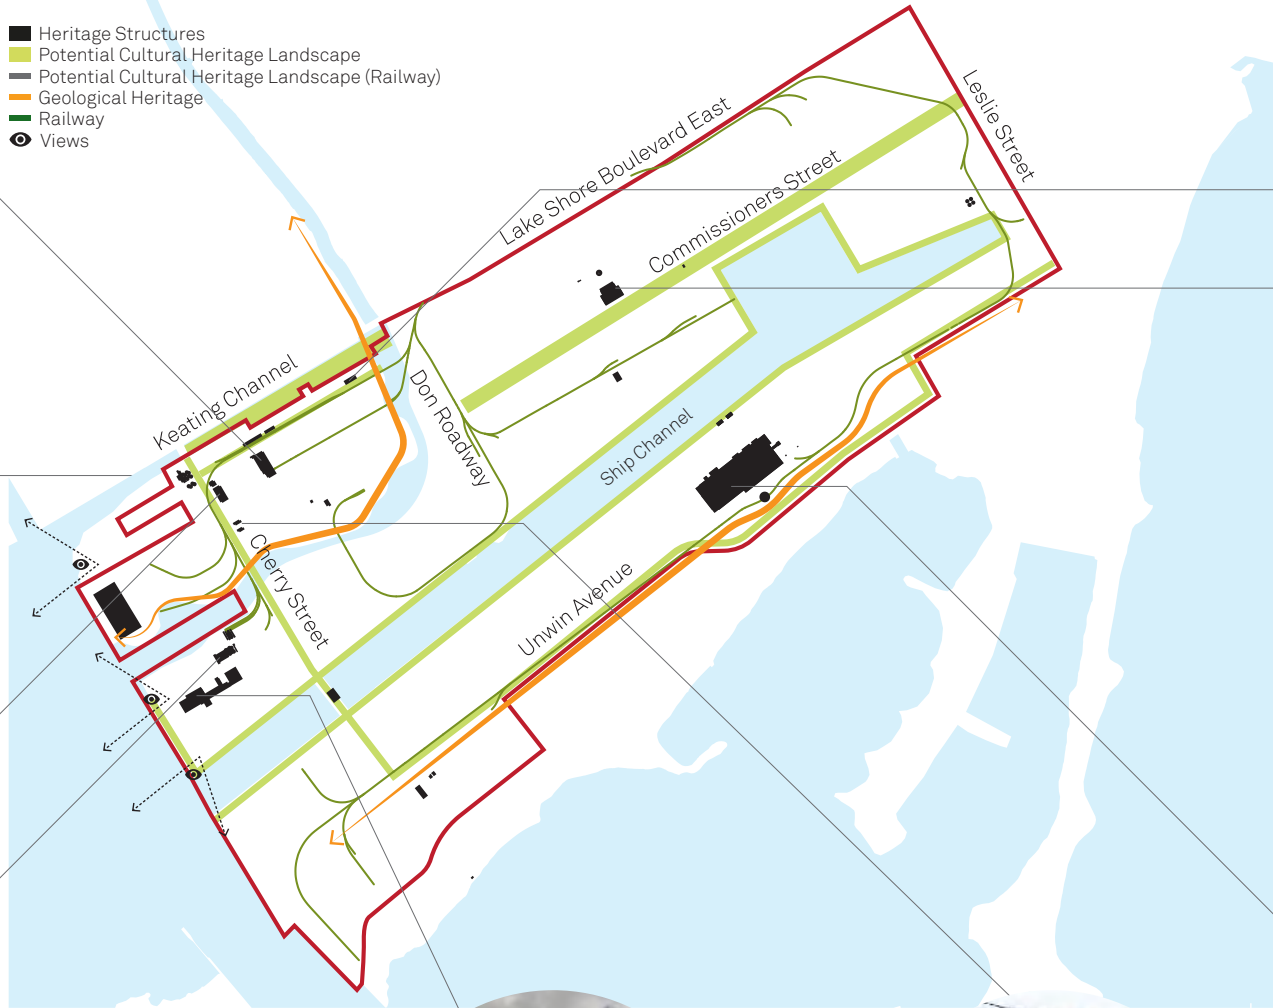 Heritage Structures
Potential Cultural Heritage Landscape
Potential Cultural Heritage Landscape (Railway)
Geological Heritage
Railway
Views
Leslie Street
Lake Shore Boulevard East
Commissioners Street
Keating Channel
Don Roadway
Ship Channel
Cherry Street
Unwin Avenue